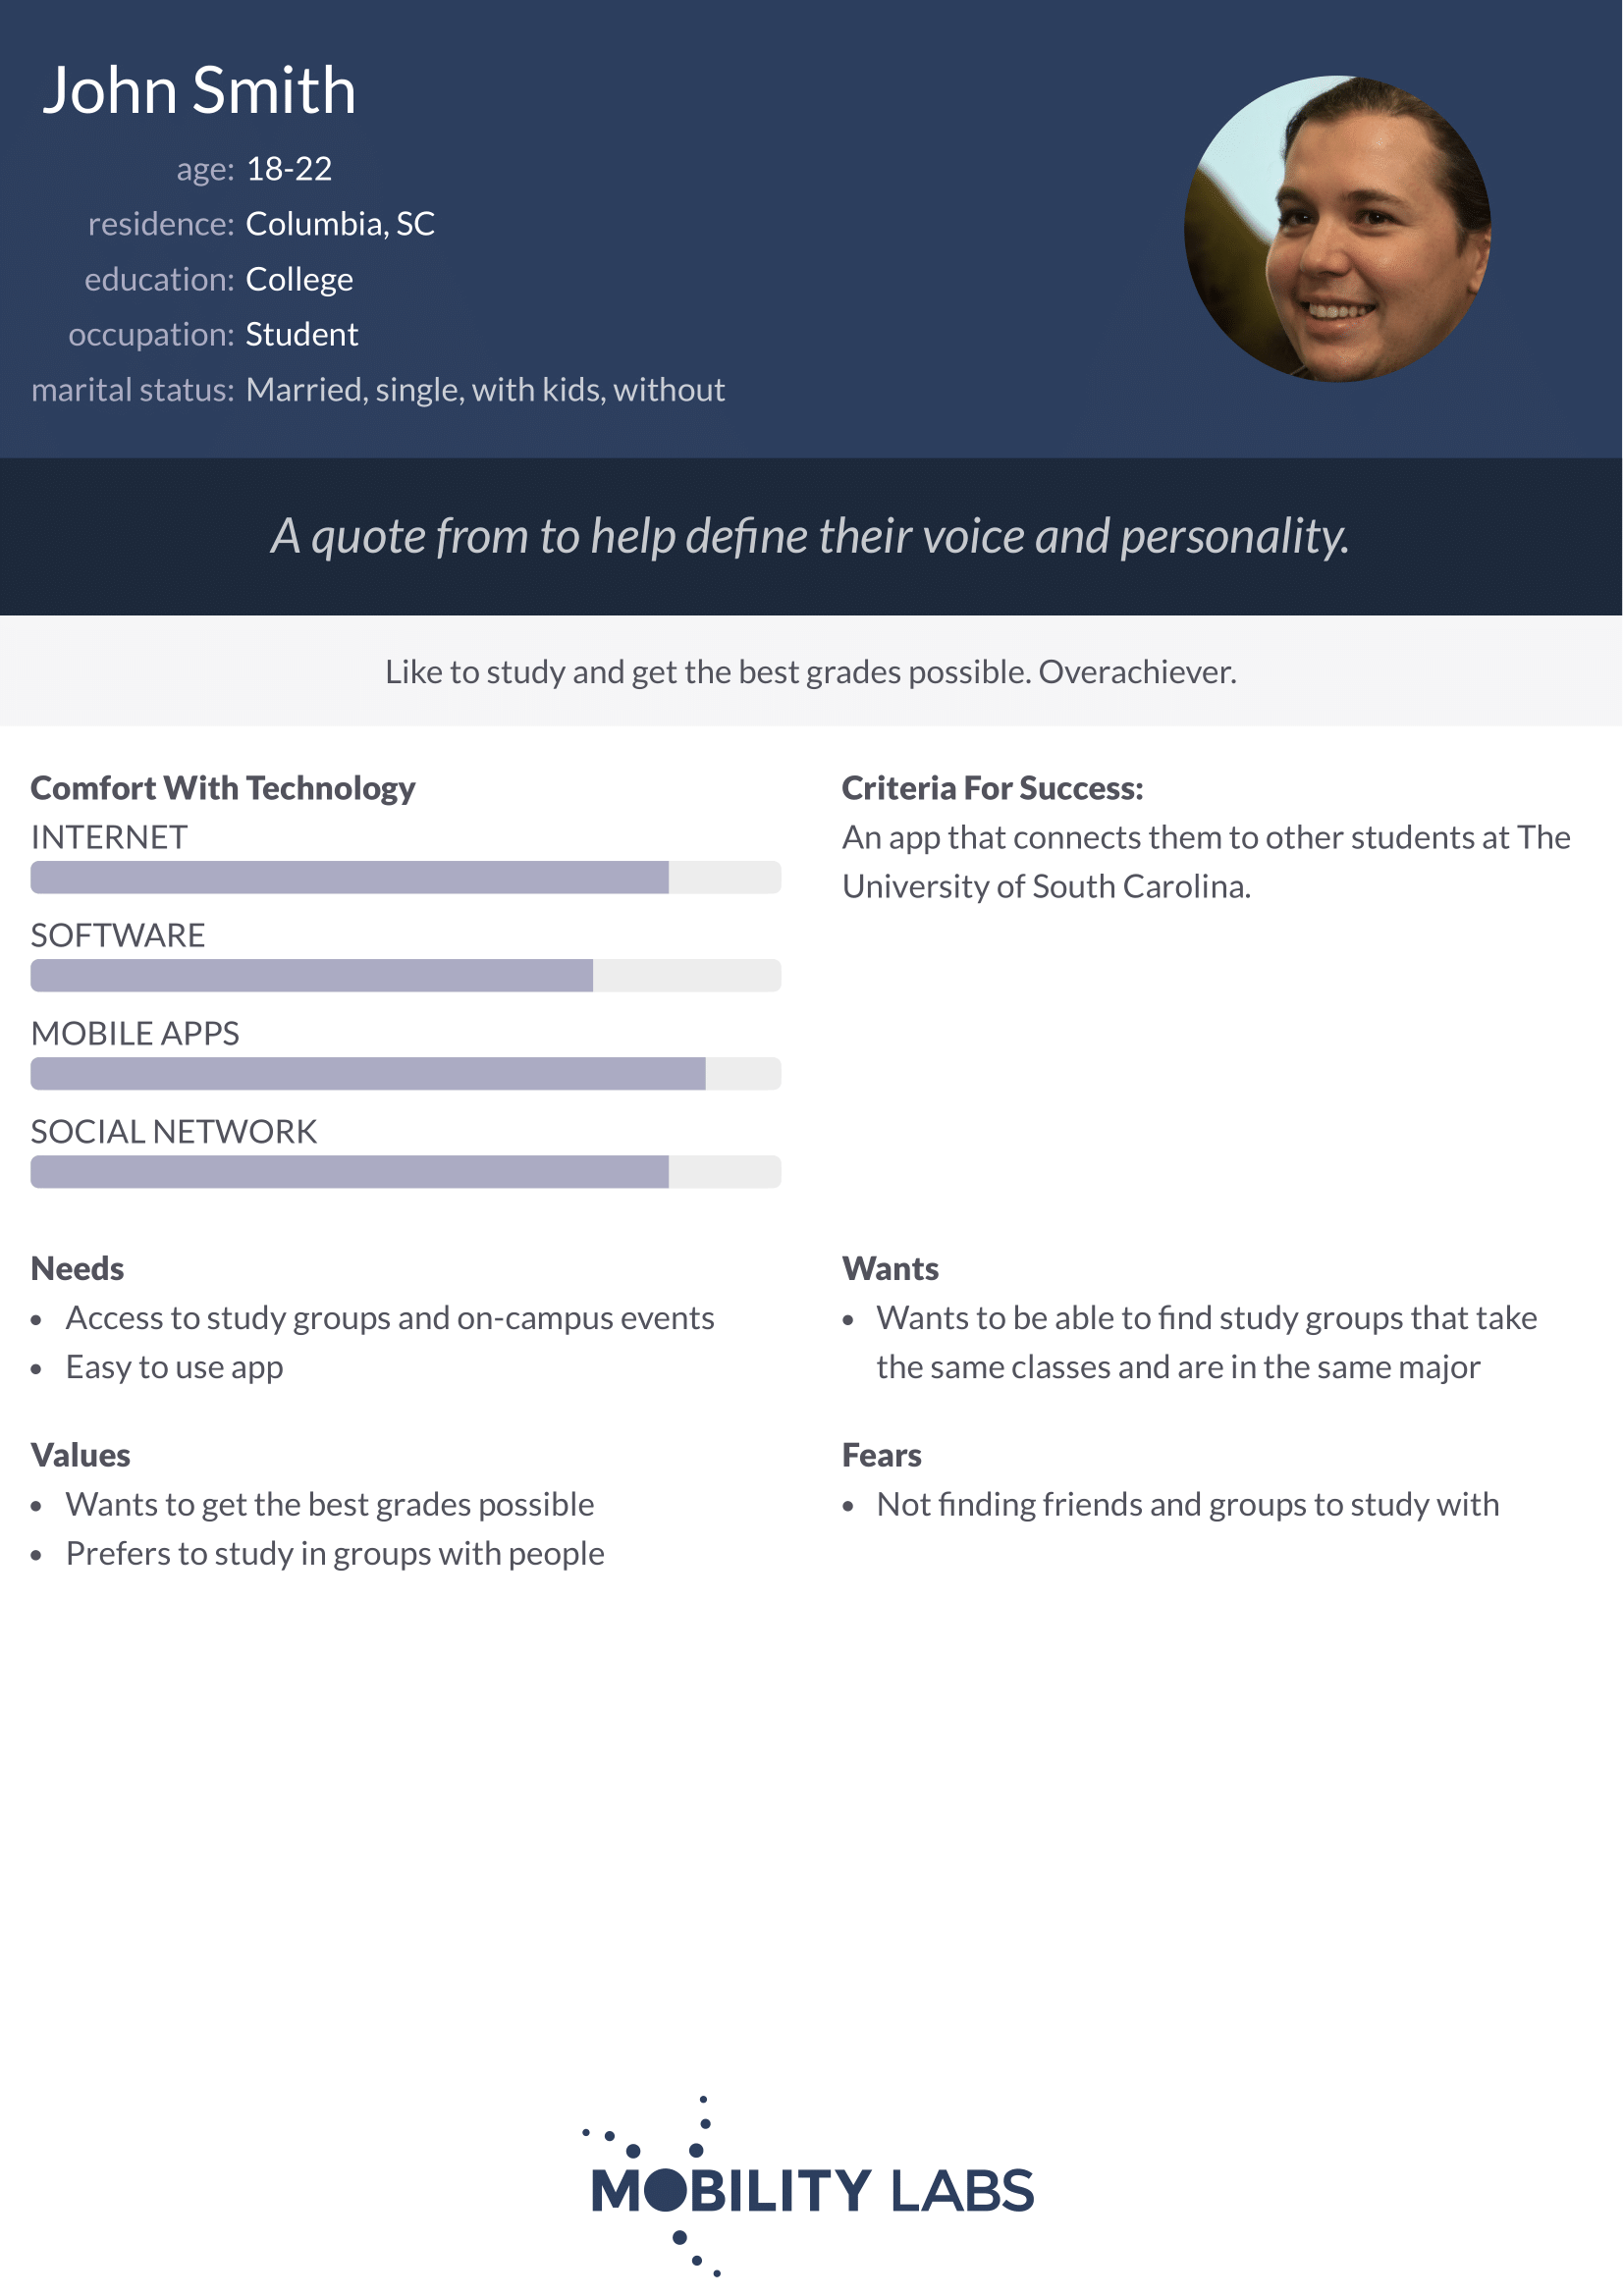 John Smith
age: 18-22
residence: Columbia, SC
education: College
occupation: Student
marital status: Married, single, with kids, without
A quote from to help define their voice and personality.
Like to study and get the best grades possible. Overachiever.
Comfort With Technology
INTERNET
SOFTWARE
MOBILE APPS
SOCIAL NETWORK
Criteria For Success:
An app that connects them to other students at The
University of South Carolina.
Needs
• Access to study groups and on-campus events
• Easy to use app
Wants
• Wants to be able to find study groups that take
the same classes and are in the same major
Values
• Wants to get the best grades possible
• Prefers to study in groups with people
Fears
• Not finding friends and groups to study with
MOBILITY LABS